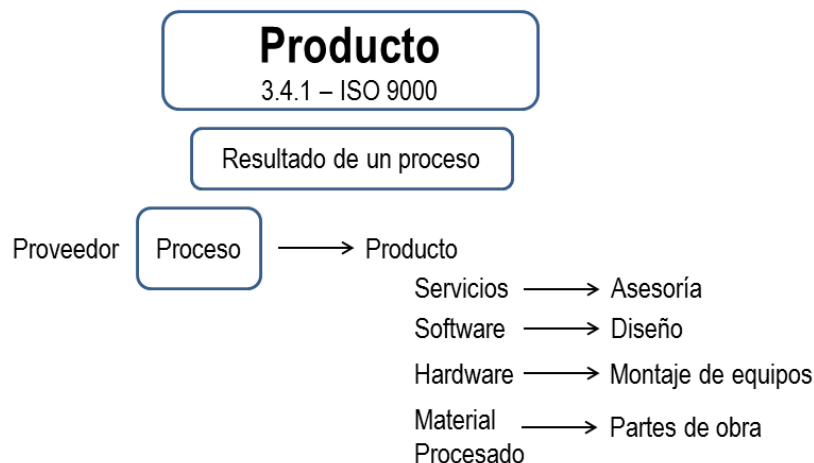 Producto
3.4.1 – ISO 9000
Resultado de un proceso
Proveedor Proceso Producto
Servicios Asesoría
Software Diseño
Hardware Montaje de equipos
Material
Procesado Partes de obra